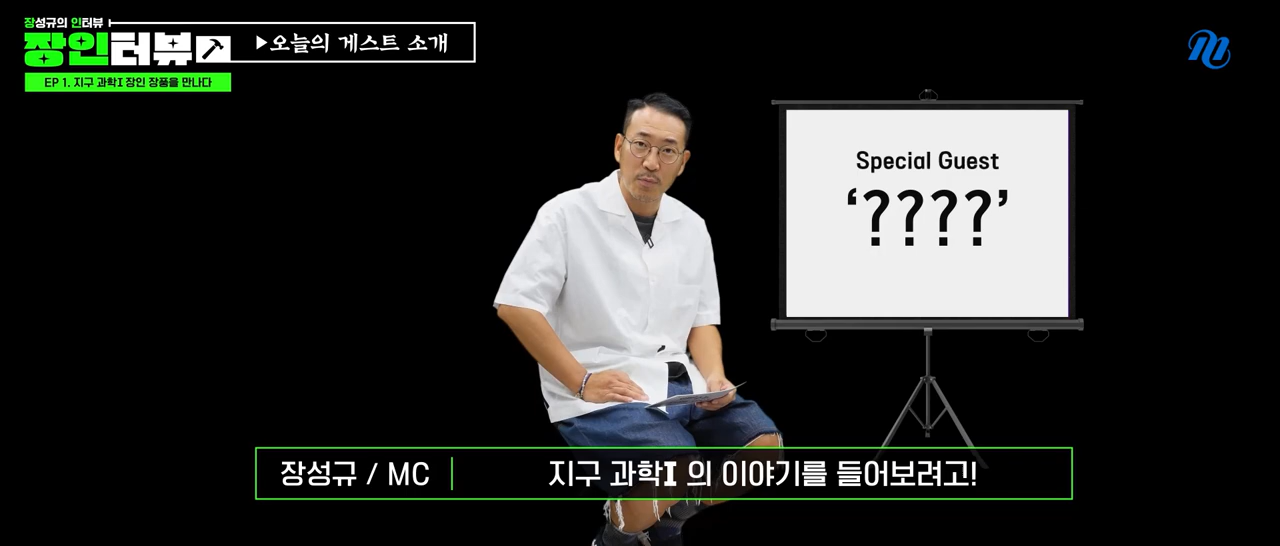 장성규의 인터뷰
장인터뷰
▶오늘의 게스트 소개
EP 1. 지구 과학I 장인 장풍을 만나다
Special Guest
‘????’
장성규 / MC
지구 과학I 의 이야기를 들어보려고!